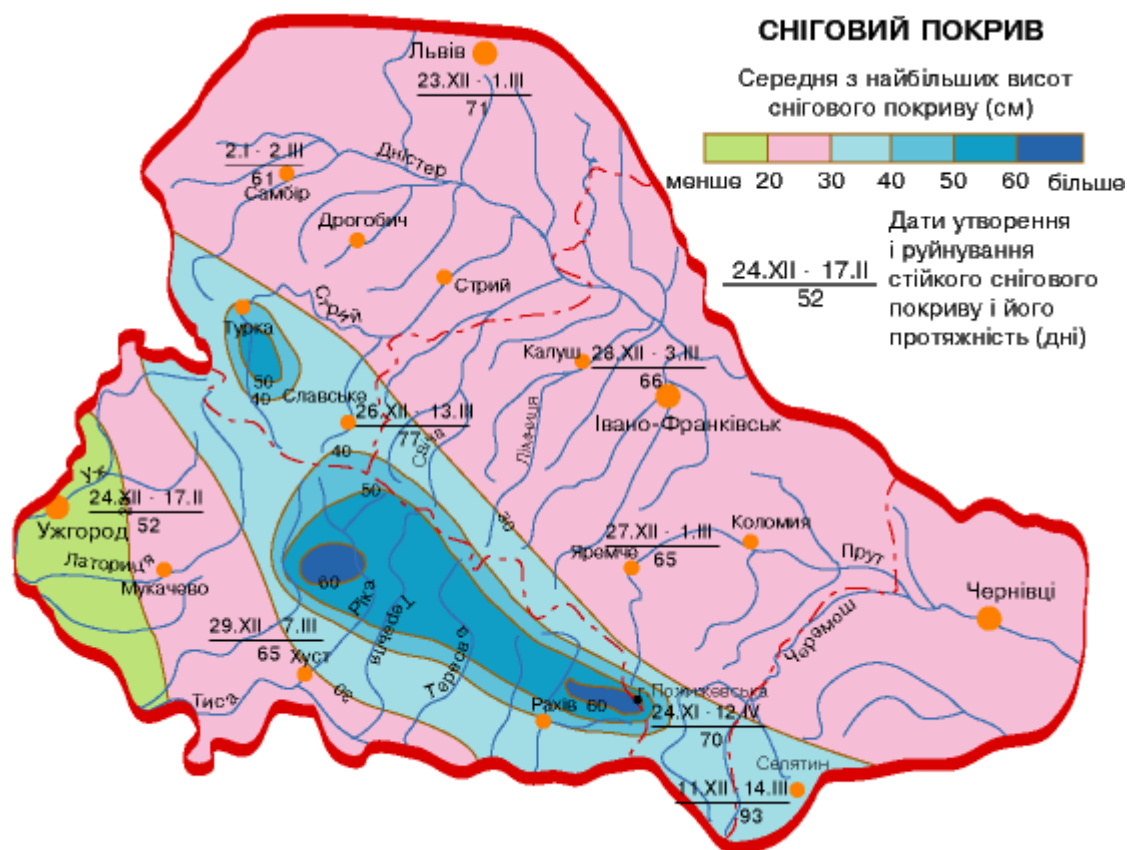 СНІГОВИЙ ПОКРИВ
Середня з найбільших висот
снігового покриву (см)
менше 20 30 40 50 60 більше
24.XII - 17.II
52
Дати утворення
і руйнування
стійкого снігового
покриву і його
протяжність (дні)
Львів
23.XII - 1.III
71
2.I - 2.III
61
Самбір
Дністер
Дрогобич
Стрий
Стрий
Турка
50
40
Славське
26.XII - 13.III
77
Свіча
Калуш
28.XII - 3.III
66
Лімниця
Івано-Франківськ
40
50
30
Уж
24.XII - 17.II
52
Ужгород
Латориця
Мукачево
27.XII - 1.III
65
Яремче
Коломия
Прут
Чернівці
Черемош
60
Ріка
Теребля
Тересва
29.XII - 7.III
65
Хуст
30
Тиса
Рахів
60
г.Пожижевська
24.XI - 12.IV
70
Селятин
11.XII - 14.III
93